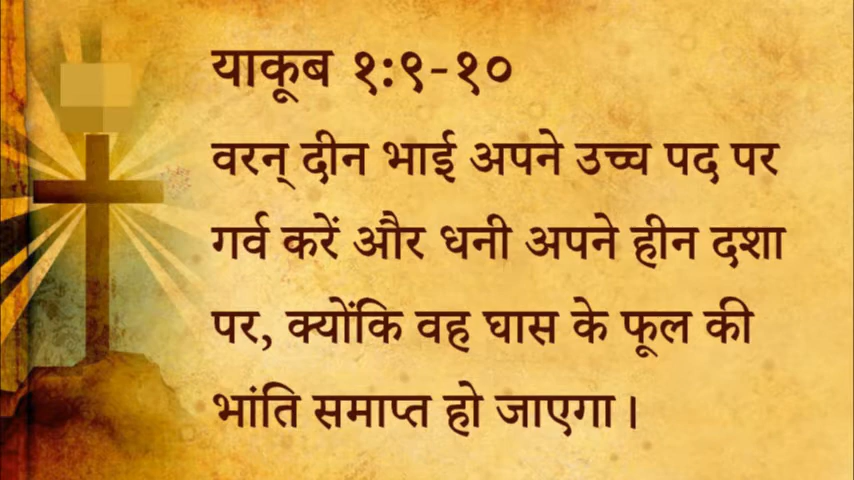 याकूब १:९-१०
वरन् दीन भाई अपने उच्च पद पर
गर्व करें और धनी अपने हीन दशा
पर, क्योंकि वह घास के फूल की
भांति समाप्त हो जाएगा।